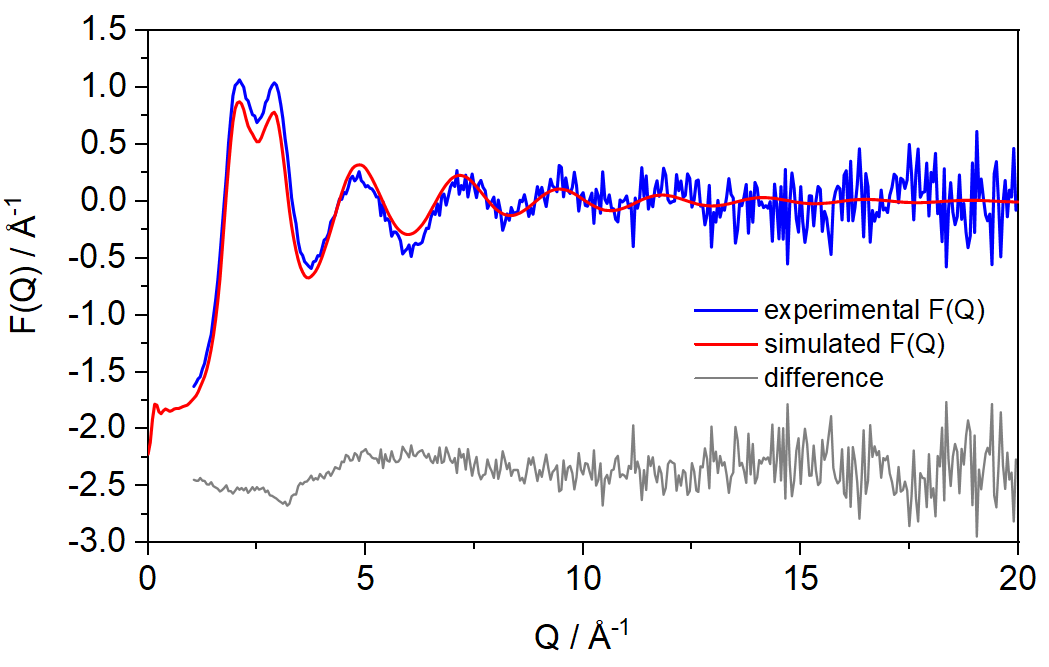 1.5
1.0
0.5
0.0
-0.5
-1.0
-1.5
-2.0
-2.5
-3.0
F(Q) / Å⁻¹
experimental F(Q)
simulated F(Q)
difference
0 5 10 15 20
Q / Å⁻¹